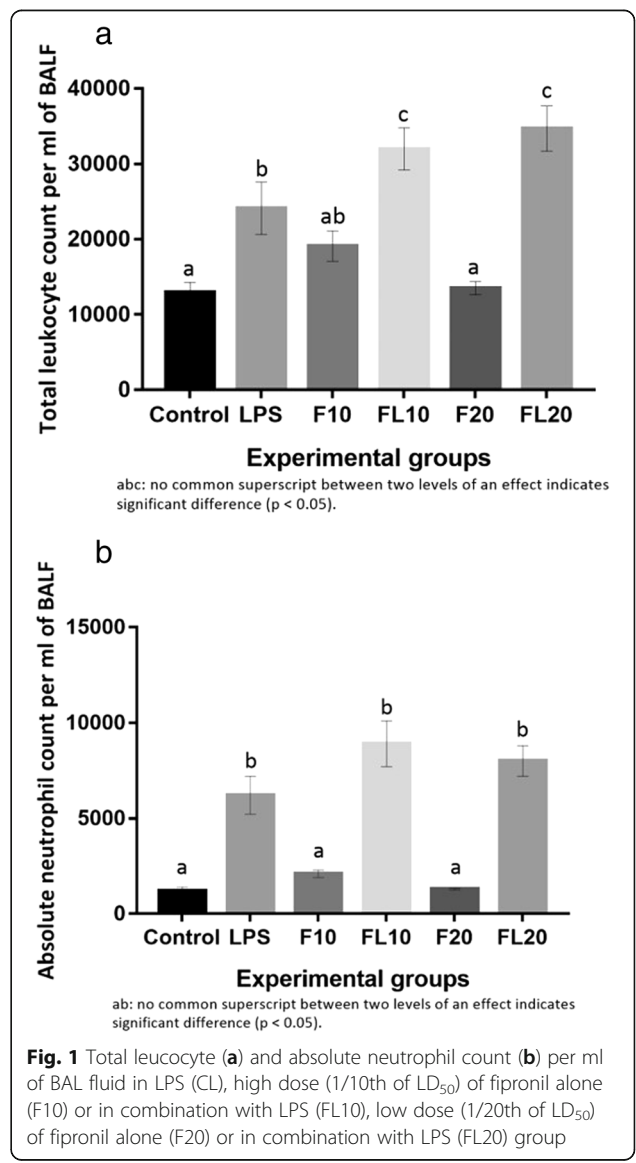 a
Total leukocyte count per ml of BALF
40000
30000
20000
10000
0
a
b
ab
c
a
c
Control LPS F10 FL10 F20 FL20
Experimental groups
abc: no common superscript between two levels of an effect indicates
significant difference (p < 0.05).
b
Absolute neutrophil count per ml of BALF
15000
10000
5000
0
a
b
a
b
a
b
Control LPS F10 FL10 F20 FL20
Experimental groups
ab: no common superscript between two levels of an effect indicates
significant difference (p < 0.05).
Fig. 1 Total leucocyte (a) and absolute neutrophil count (b) per ml
of BAL fluid in LPS (CL), high dose (1/10th of LD50) of fipronil alone
(F10) or in combination with LPS (FL10), low dose (1/20th of LD50)
of fipronil alone (F20) or in combination with LPS (FL20) group